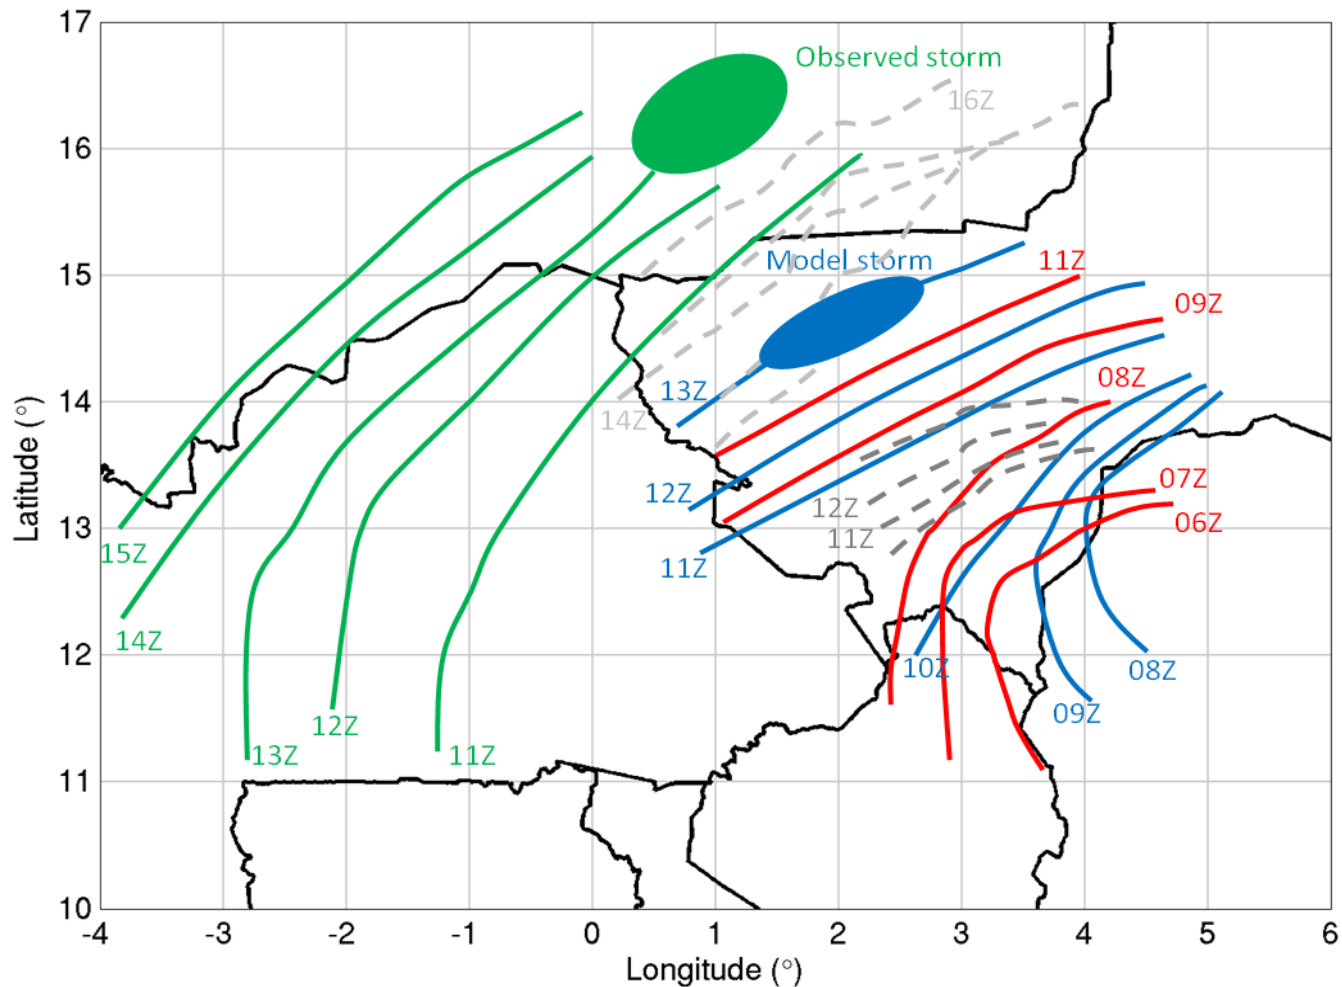 17
Observed storm
16Z
16
15
Model storm
11Z
09Z
08Z
13Z
14Z
14
07Z
12Z
12Z
06Z
13
11Z
11Z
15Z
14Z
12
10Z
08Z
09Z
12Z
13Z
11Z
11
10
-4
-3
-2
-1
0
1
2
3
4
5
6
Longitude (°)
Latitude (°)